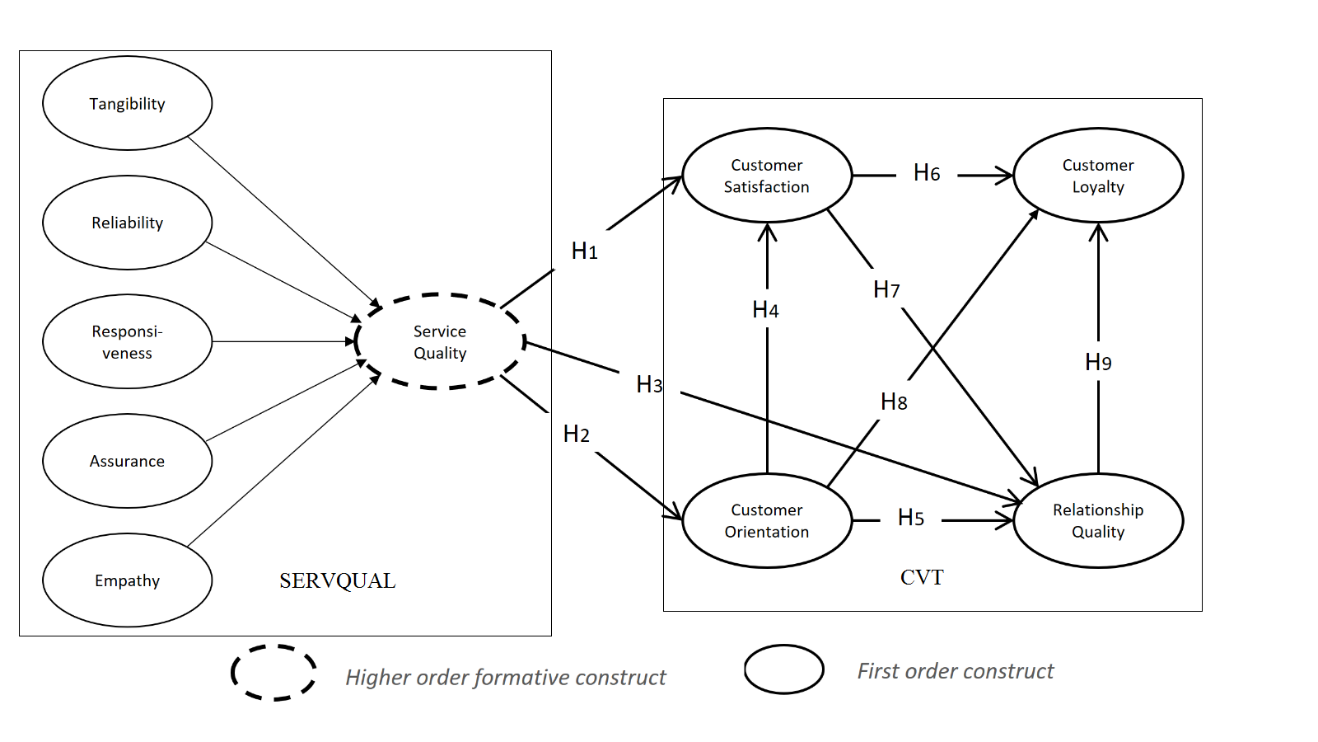 Tangibility
Reliability
Responsi-
veness
Assurance
Empathy
SERVQUAL
Service
Quality
H1
H2
H3
Customer
Satisfaction
H6
Customer
Loyalty
H4
H7
H8
H9
Customer
Orientation
H5
Relationship
Quality
CVT
Higher order formative construct
First order construct